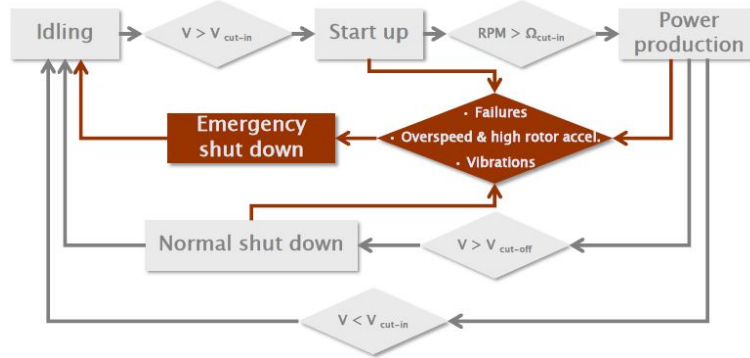 Idling
V > V cut-in
Start up
RPM > Ωcut-in
Power
production
Emergency
shut down
· Failures
· Overspeed & high rotor accel.
· Vibrations
Normal shut down
V > V cut-off
V < V cut-in